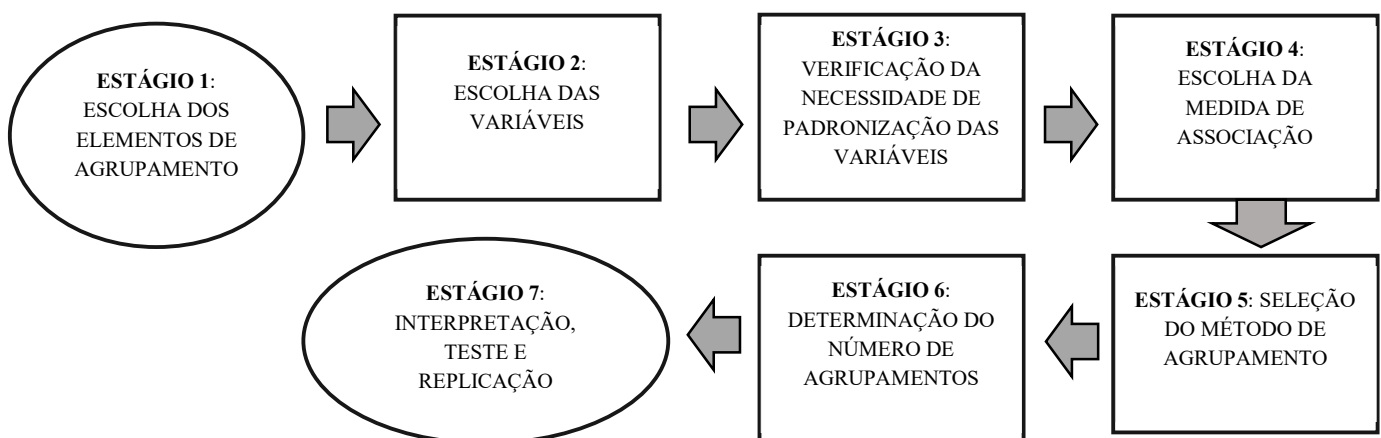 ESTÁGIO 1:
ESCOLHA DOS
ELEMENTOS DE
AGRUPAMENTO
ESTÁGIO 2:
ESCOLHA DAS
VARIÁVEIS
ESTÁGIO 3:
VERIFICAÇÃO DA
NECESSIDADE DE
PADRONIZAÇÃO DAS
VARIÁVEIS
ESTÁGIO 4:
ESCOLHA DA
MEDIDA DE
ASSOCIAÇÃO
ESTÁGIO 5: SELEÇÃO
DO MÉTODO DE
AGRUPAMENTO
ESTÁGIO 6:
DETERMINAÇÃO DO
NÚMERO DE
AGRUPAMENTOS
ESTÁGIO 7:
INTERPRETAÇÃO,
TESTE E
REPLICAÇÃO